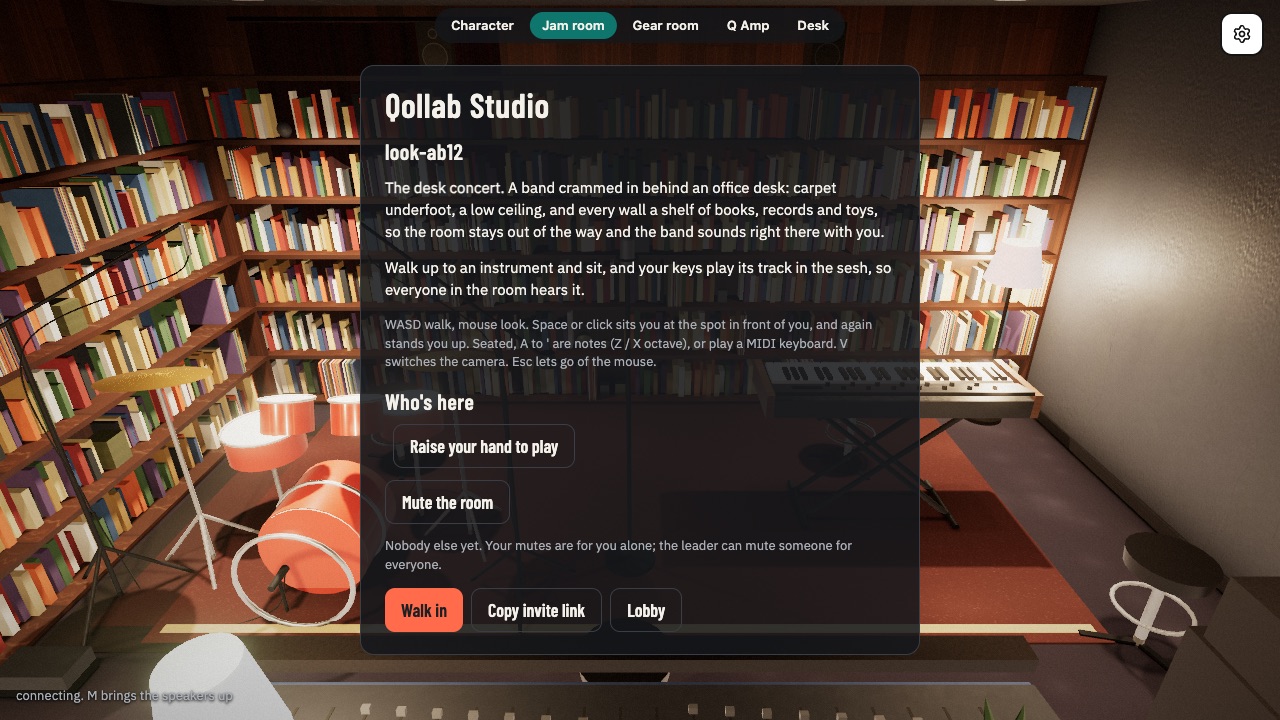 Character
Jam room
Gear room
Q Amp
Desk
Qollab Studio
look-ab12
The desk concert. A band crammed in behind an office desk: carpet
underfoot, a low ceiling, and every wall a shelf of books, records and toys,
so the room stays out of the way and the band sounds right there with you.
Walk up to an instrument and sit, and your keys play its track in the sesh, so
everyone in the room hears it.
WASD walk, mouse look. Space or click sits you at the spot in front of you, and again
stands you up. Seated, A to ' are notes (Z / X octave), or play a MIDI keyboard. V
switches the camera. Esc lets go of the mouse.
Who's here
Raise your hand to play
Mute the room
Nobody else yet. Your mutes are for you alone; the leader can mute someone for
everyone.
Walk in
Copy invite link
Lobby
connecting. M brings the speakers up